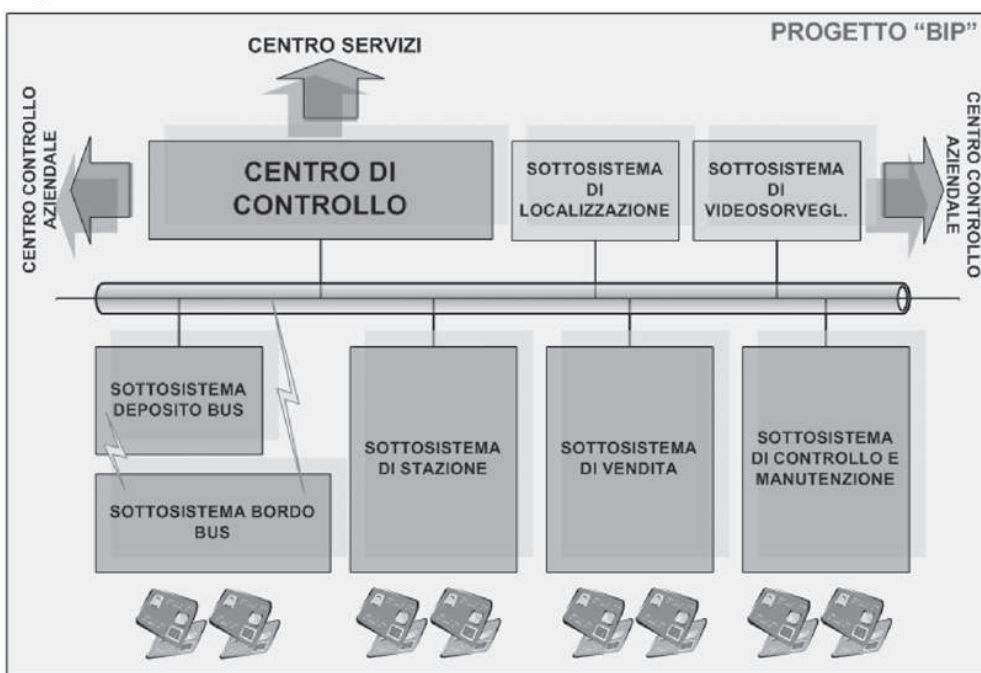 PROGETTO “BIP”
CENTRO SERVIZI
CENTRO CONTROLLO
AZIENDALE
CENTRO DI
CONTROLLO
SOTTOSISTEMA
DI
LOCALIZZAZIONE
SOTTOSISTEMA
DI
VIDEOSORVEGL.
CENTRO CONTROLLO
AZIENDALE
SOTTOSISTEMA
DEPOSITO BUS
SOTTOSISTEMA BORDO
BUS
SOTTOSISTEMA
DI STAZIONE
SOTTOSISTEMA
DI VENDITA
SOTTOSISTEMA
DI CONTROLLO E
MANUTENZIONE